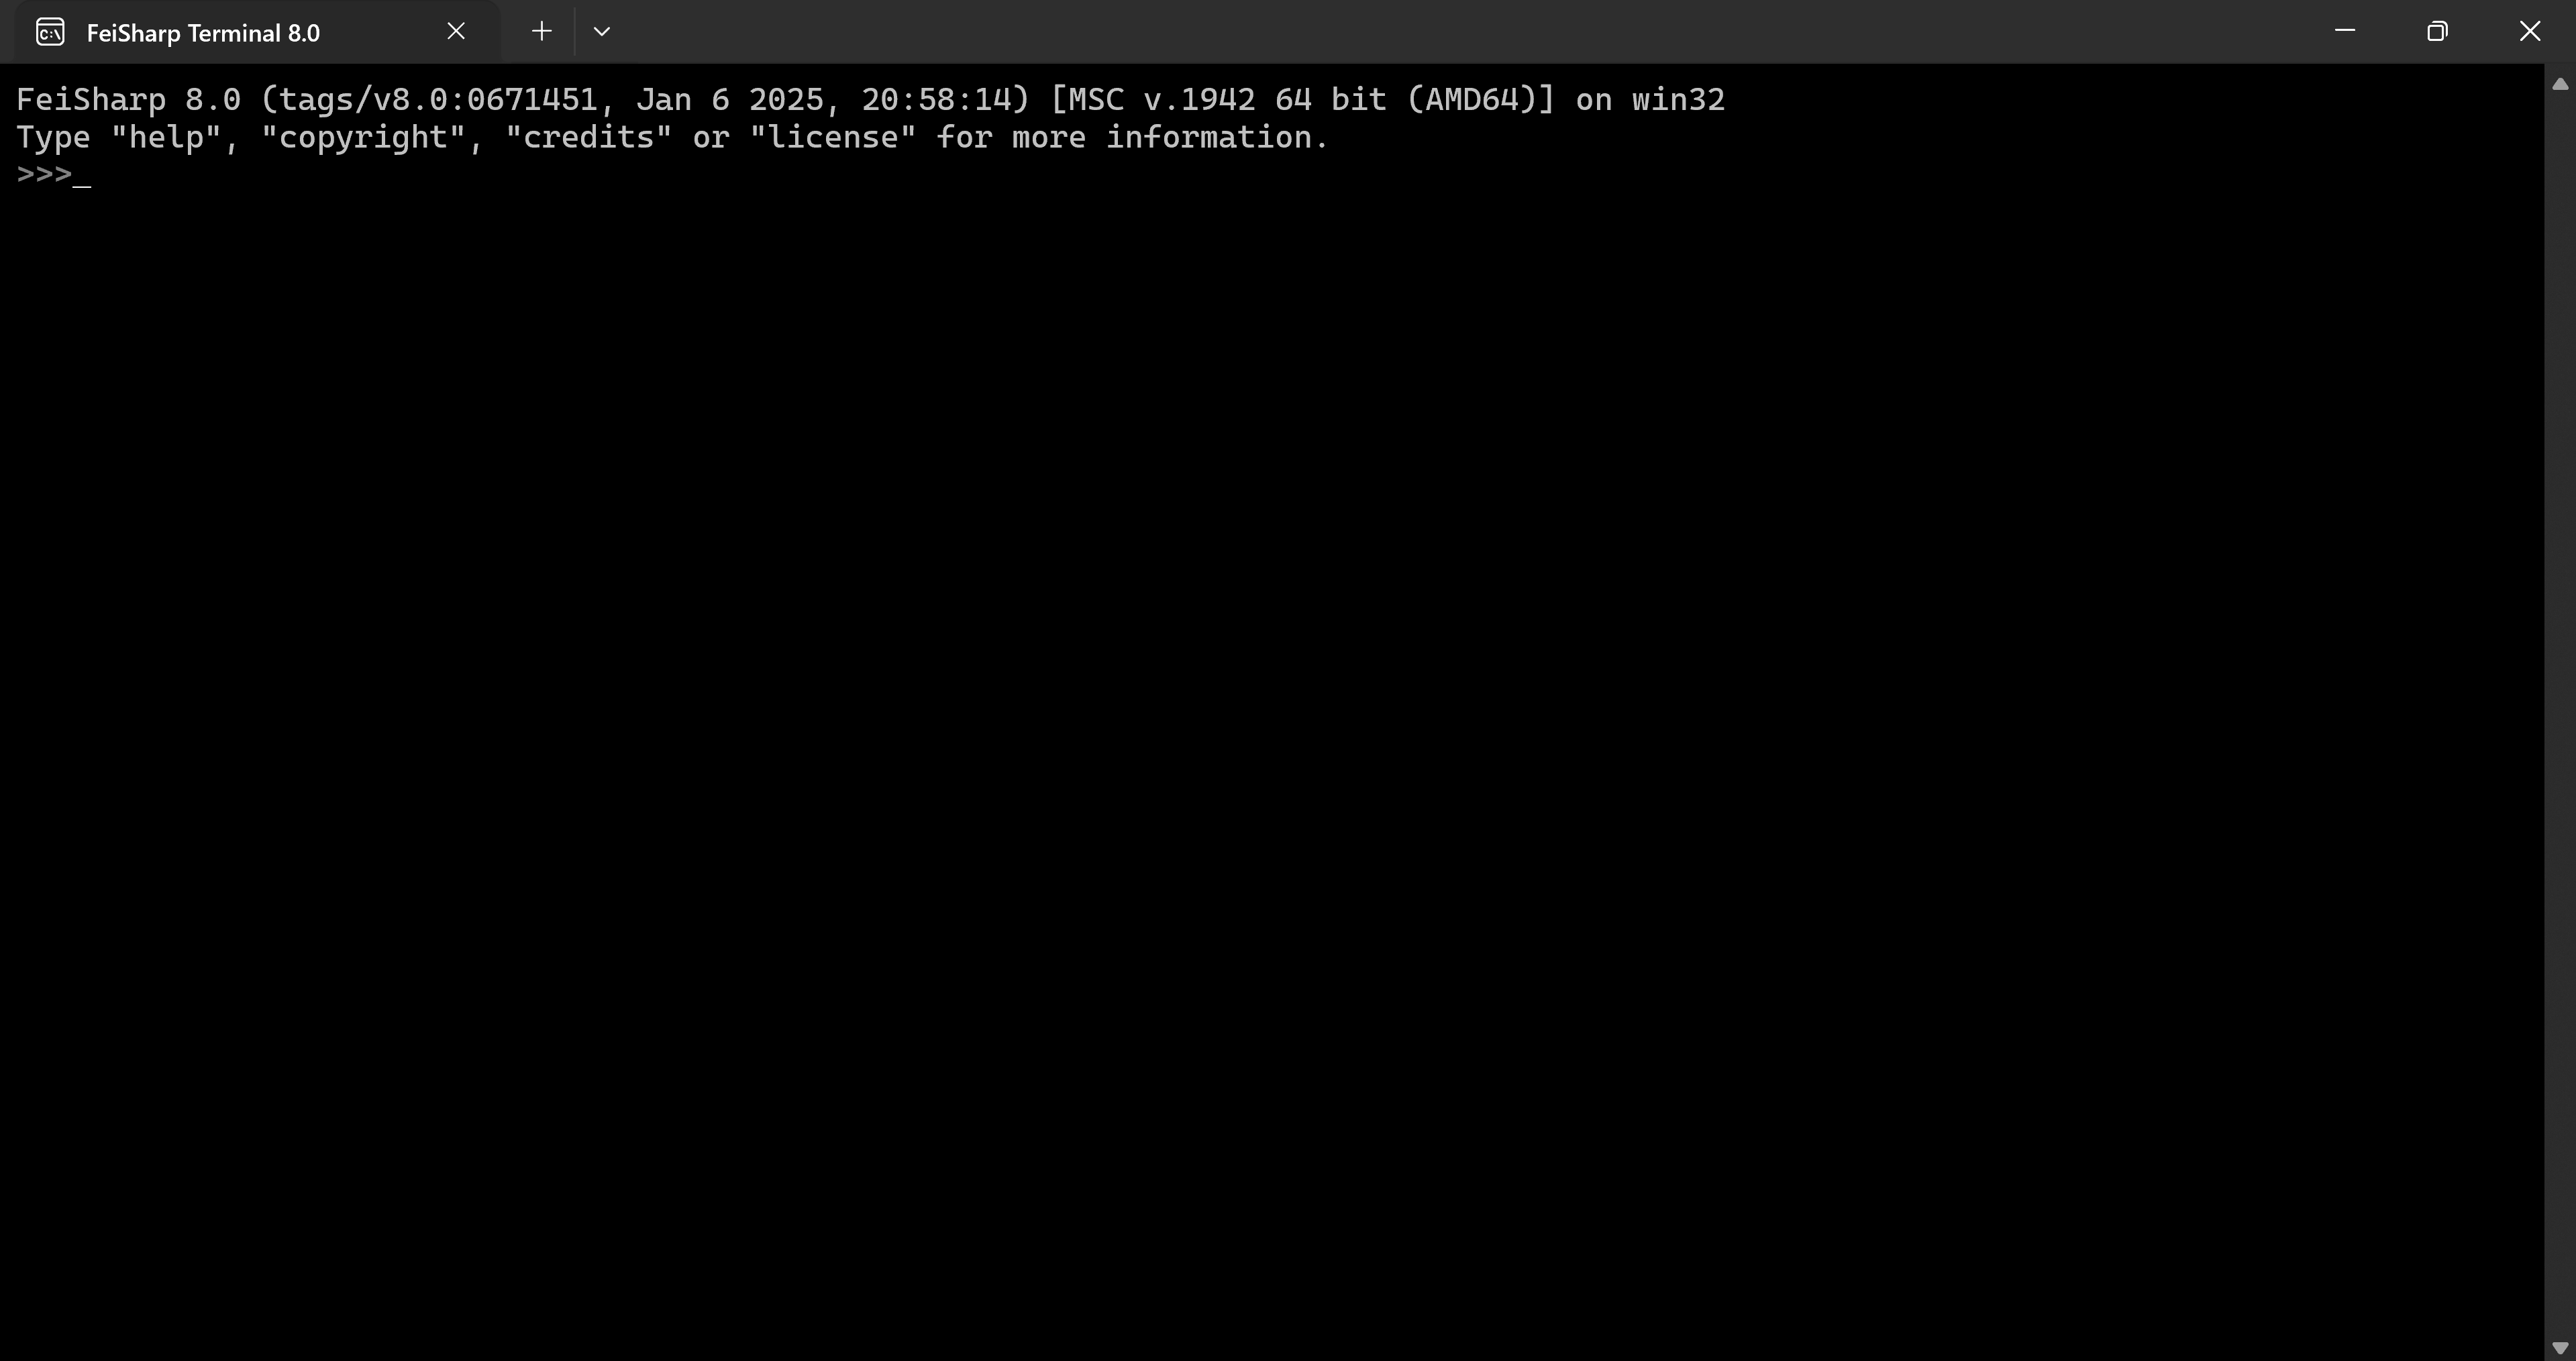 FeiSharp Terminal 8.0
FeiSharp 8.0 (tags/v8.0:0671451, Jan 6 2025, 20:58:14) [MSC v.1942 64 bit (AMD64)] on win32
Type "help", "copyright", "credits" or "license" for more information.
>>>_